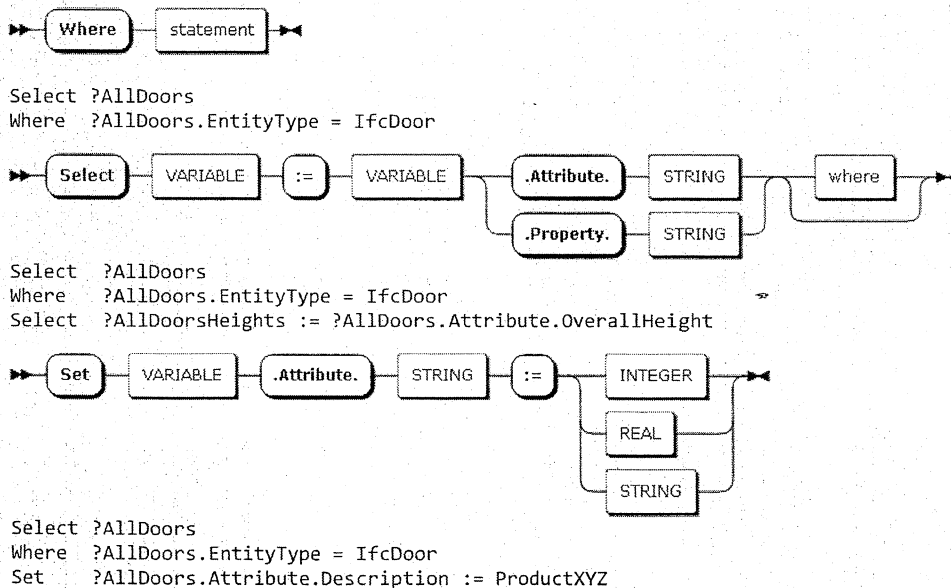 Where statement
Select ?AllDoors
Where ?AllDoors.EntityType = IfcDoor
Select VARIABLE := VARIABLE .Attribute. STRING where
.Property. STRING
Select ?AllDoors
Where ?AllDoors.EntityType = IfcDoor
Select ?AllDoorsHeights := ?AllDoors.Attribute.OverallHeight
Set VARIABLE .Attribute. STRING := INTEGER
REAL
STRING
Select ?AllDoors
Where ?AllDoors.EntityType = IfcDoor
Set ?AllDoors.Attribute.Description := ProductXYZ